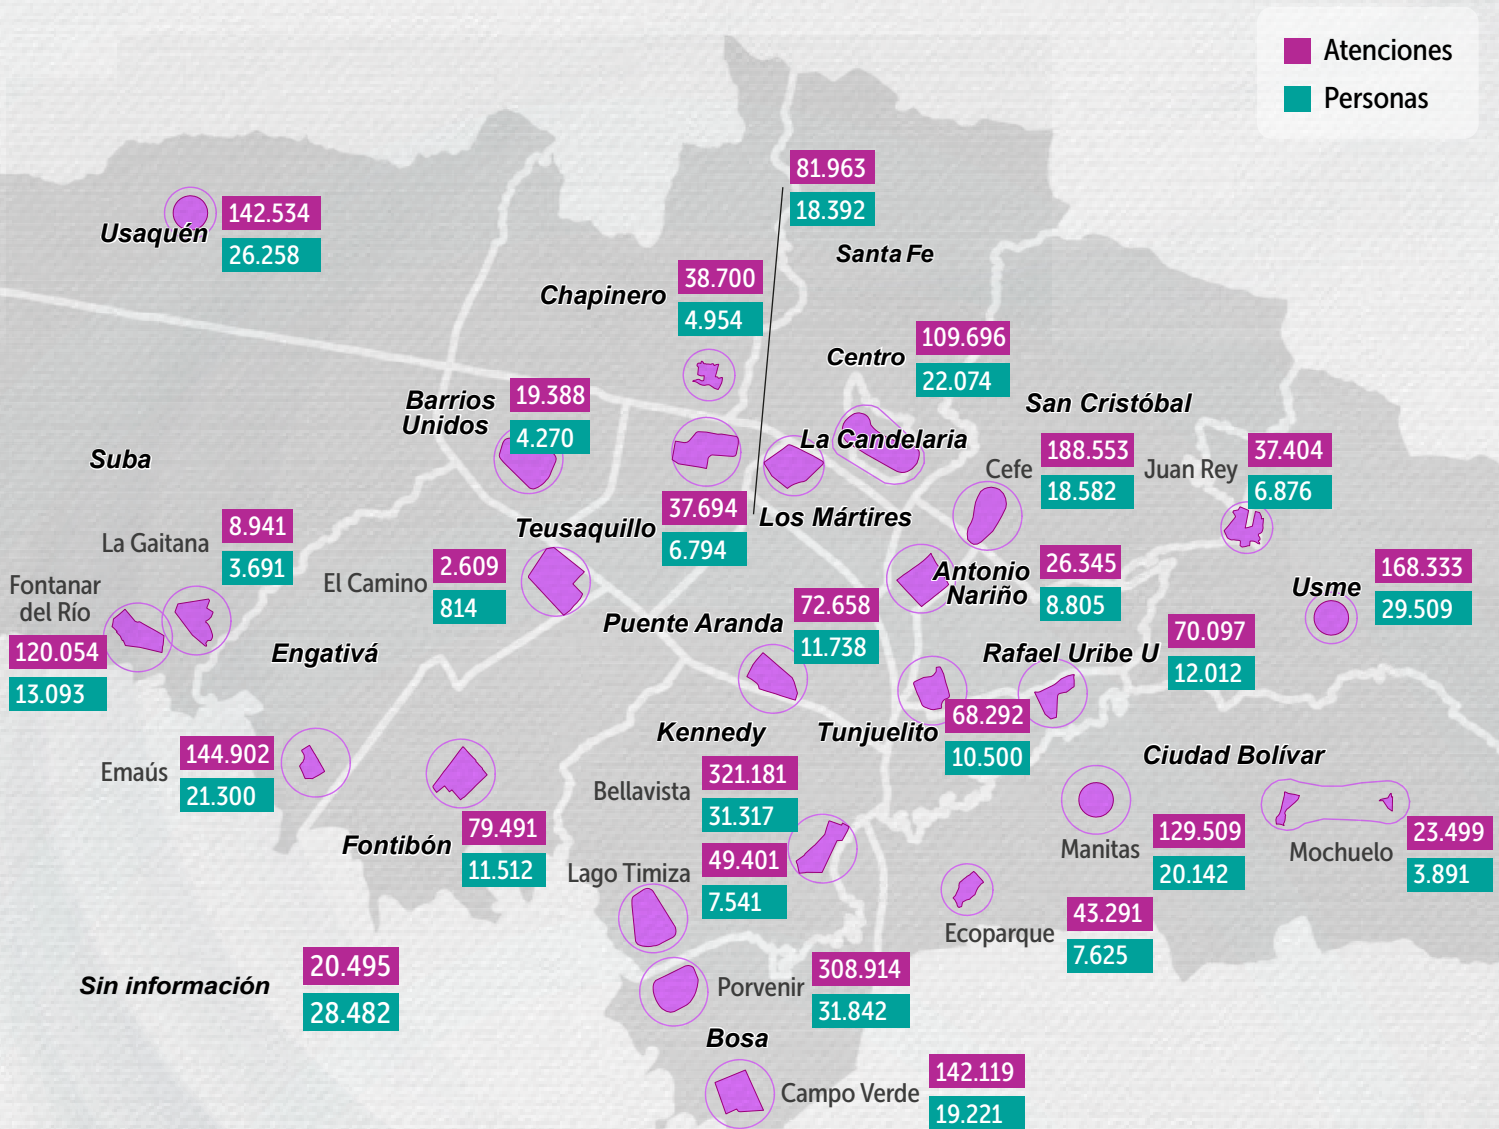 Atenciones
Personas
81.963
18.392
Santa Fe
142.534
Usaquén
26.258
38.700
Chapinero
4.954
109.696
Centro
22.074
19.388
Barrios
Unidos
4.270
San Cristóbal
La Candelaria
188.553
Cefe
18.582
37.404
Juan Rey
6.876
Suba
8.941
La Gaitana
3.691
37.694
Teusaquillo
6.794
Los Mártires
2.609
El Camino
814
Fontanar
del Río
120.054
13.093
26.345
Antonio
Nariño
8.805
168.333
Usme
29.509
72.658
Puente Aranda
11.738
70.097
Rafael Uribe U
12.012
Engativá
68.292
Tunjuelito
10.500
144.902
Emaús
21.300
Kennedy
321.181
Bellavista
31.317
49.401
Lago Timiza
7.541
Ciudad Bolívar
129.509
Manitas
20.142
23.499
Mochuelo
3.891
79.491
Fontibón
11.512
43.291
Ecoparque
7.625
20.495
Sin información
28.482
308.914
Porvenir
31.842
Bosa
142.119
Campo Verde
19.221